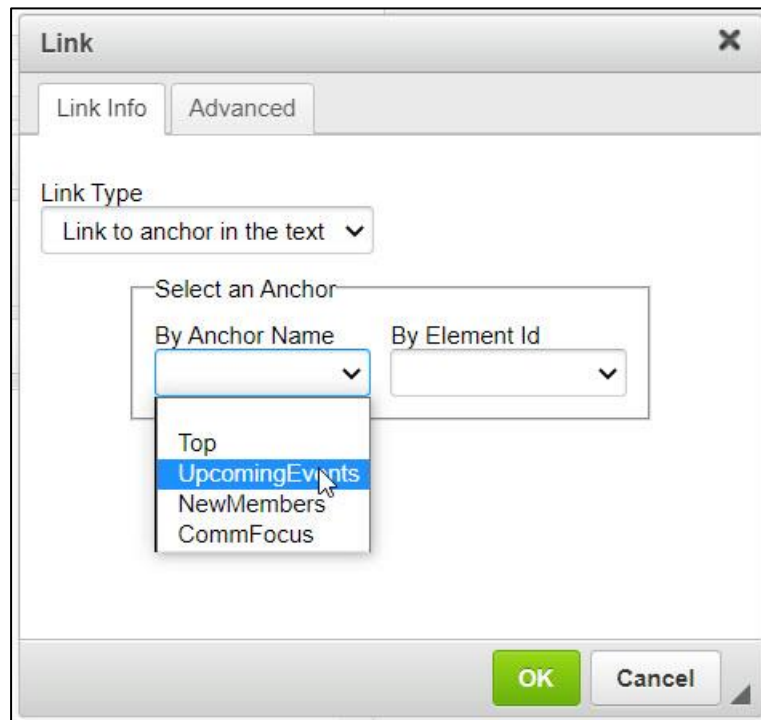 Link
Link Info Advanced
Link Type
Link to anchor in the text
Select an Anchor
By Anchor Name By Element Id
Top
UpcomingEvents
NewMembers
CommFocus
OK Cancel